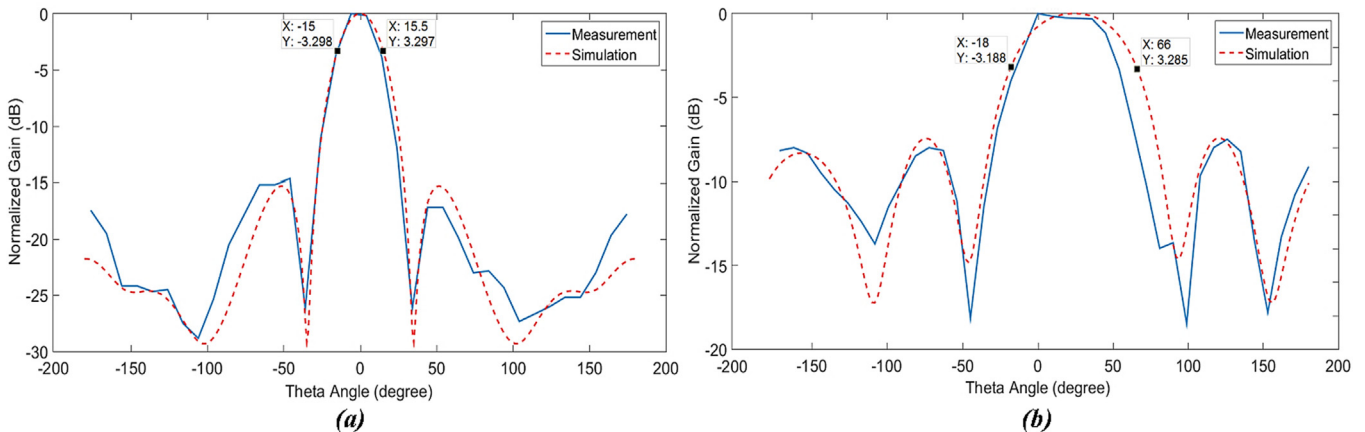 X: -15
Y: -3.298
X: 15.5
Y: 3.297
Measurement
Simulation
0
-5
-10
-15
-20
-25
-30
Normalized Gain (dB)
-200
-150
-100
-50
0
50
100
150
200
Theta Angle (degree)
(a)
X: -18
Y: -3.188
X: 66
Y: 3.285
Measurement
Simulation
0
-5
-10
-15
-20
Normalized Gain (dB)
-200
-150
-100
-50
0
50
100
150
200
Theta Angle (degree)
(b)